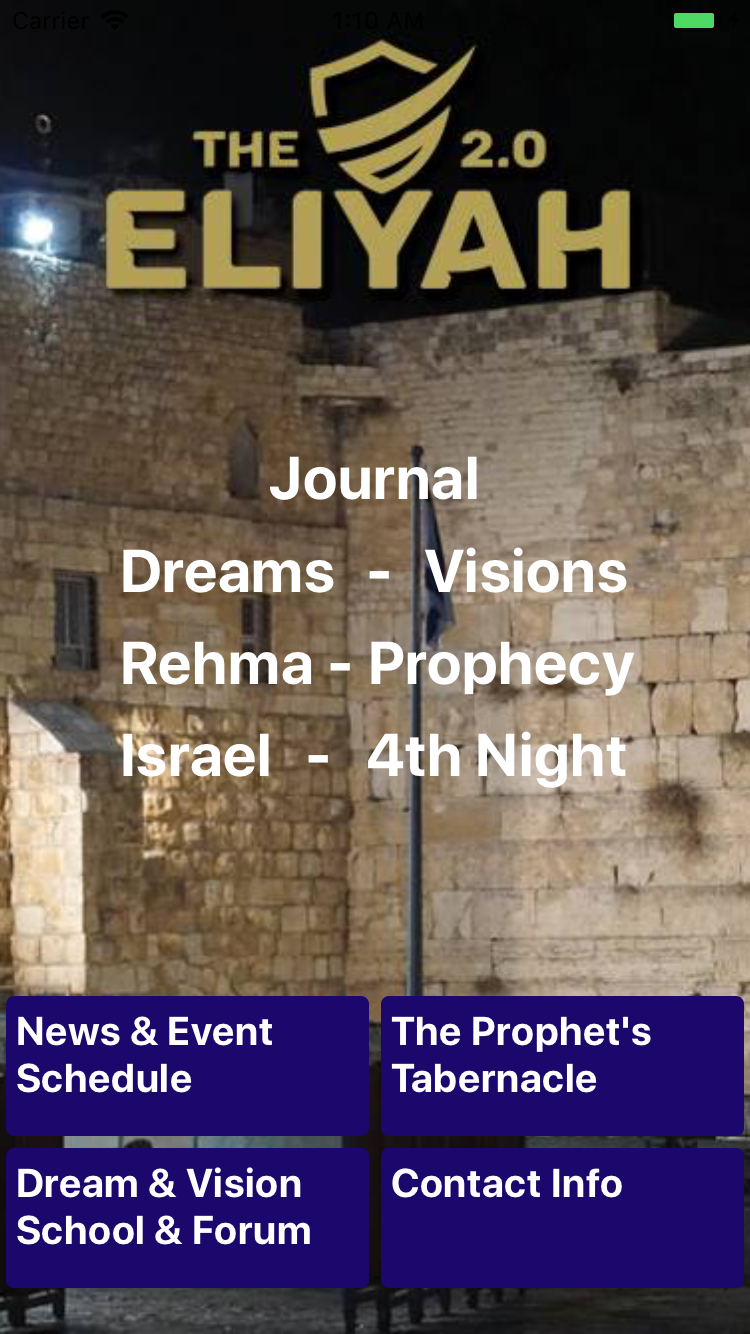 Carrier
1:10 AM
THE 2.0
ELIYAH
Journal
Dreams - Visions
Rehma - Prophecy
Israel - 4th Night
News & Event
Schedule
The Prophet's
Tabernacle
Dream & Vision
School & Forum
Contact Info